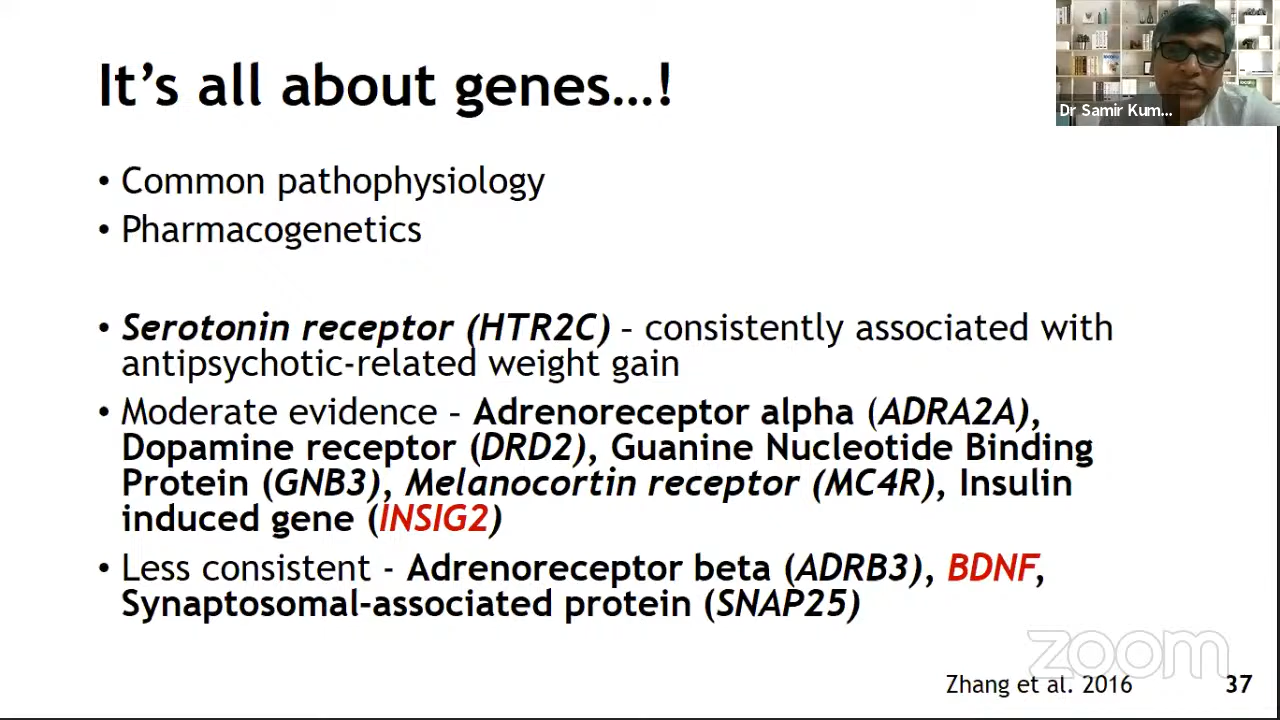 It's all about genes...!
Dr Samir Kum...
• Common pathophysiology
• Pharmacogenetics
• Serotonin receptor (HTR2C) – consistently associated with
antipsychotic-related weight gain
• Moderate evidence – Adrenoreceptor alpha (ADRA2A),
Dopamine receptor (DRD2), Guanine Nucleotide Binding
Protein (GNB3), Melanocortin receptor (MC4R), Insulin
induced gene (INSIG2)
• Less consistent - Adrenoreceptor beta (ADRB3), BDNF,
Synaptosomal-associated protein (SNAP25)
zoom
Zhang et al. 2016
37